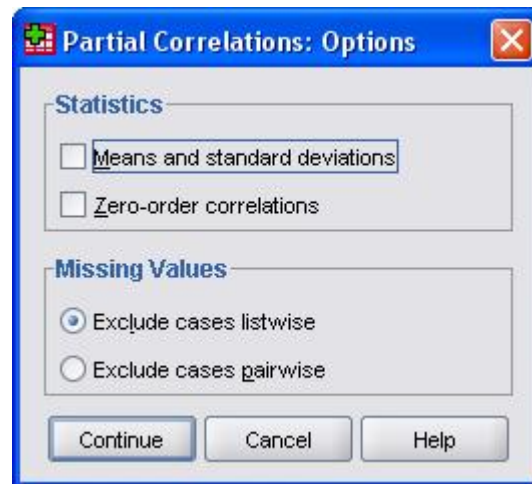 Partial Correlations: Options
Statistics
Means and standard deviations
Zero-order correlations
Missing Values
Exclude cases listwise
Exclude cases pairwise
Continue Cancel Help